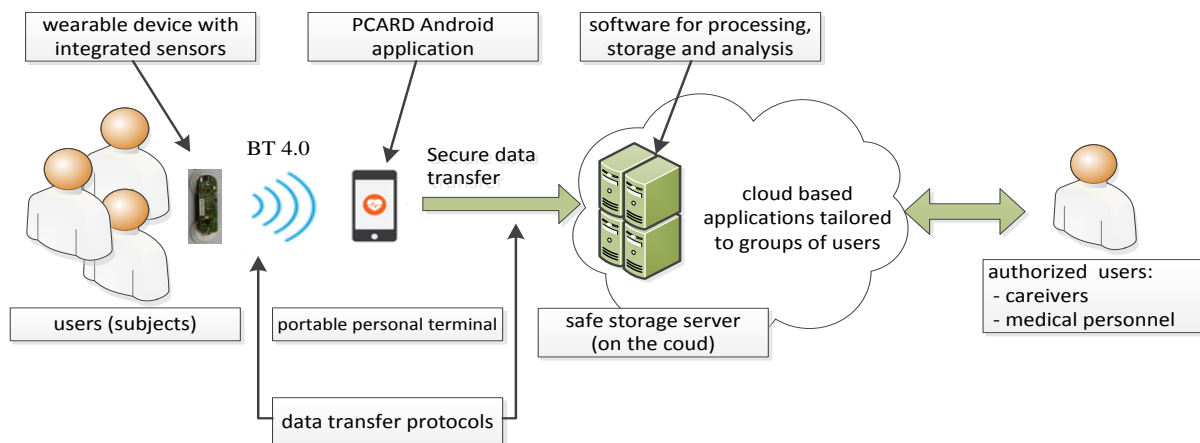 wearable device with
integrated sensors
PCARD Android
application
software for processing,
storage and analysis
BT 4.0
Secure data
transfer
cloud based
applications tailored
to groups of users
users (subjects)
portable personal terminal
safe storage server
(on the coud)
authorized users:
- careivers
- medical personnel
data transfer protocols